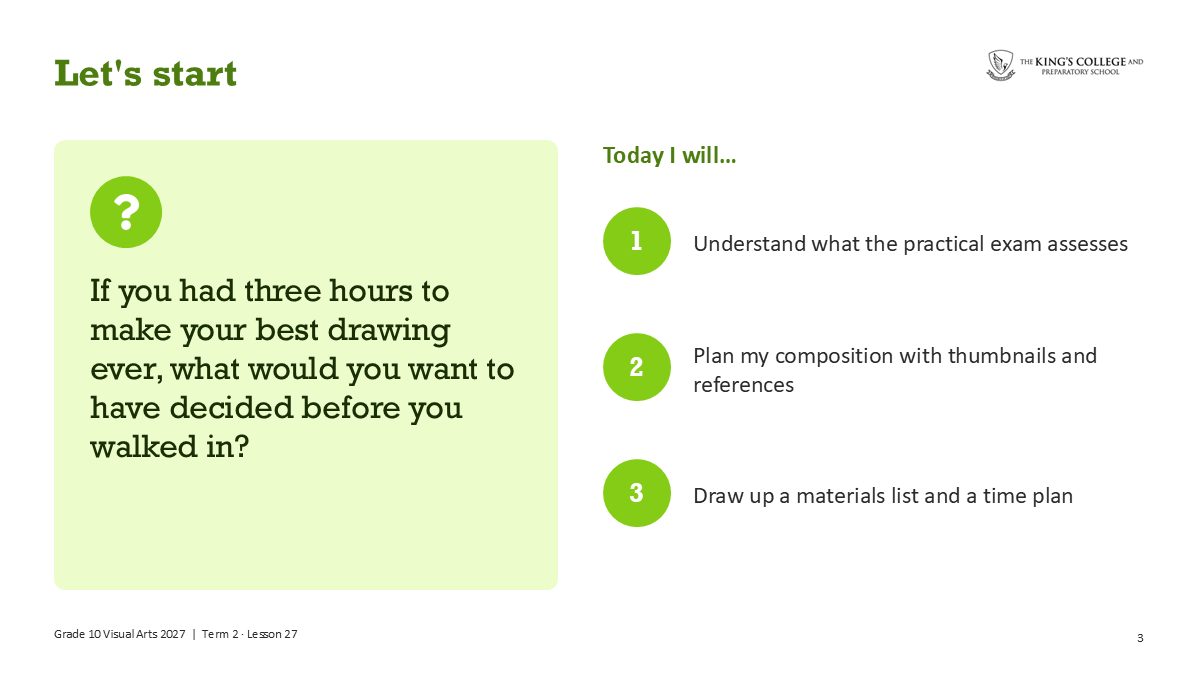 Let's start
THE KING'S COLLEGE AND
PREPARATORY SCHOOL
?
If you had three hours to
make your best drawing
ever, what would you want to
have decided before you
walked in?
Today I will...
1
Understand what the practical exam assesses
2
Plan my composition with thumbnails and
references
3
Draw up a materials list and a time plan
Grade 10 Visual Arts 2027 | Term 2 · Lesson 27
3